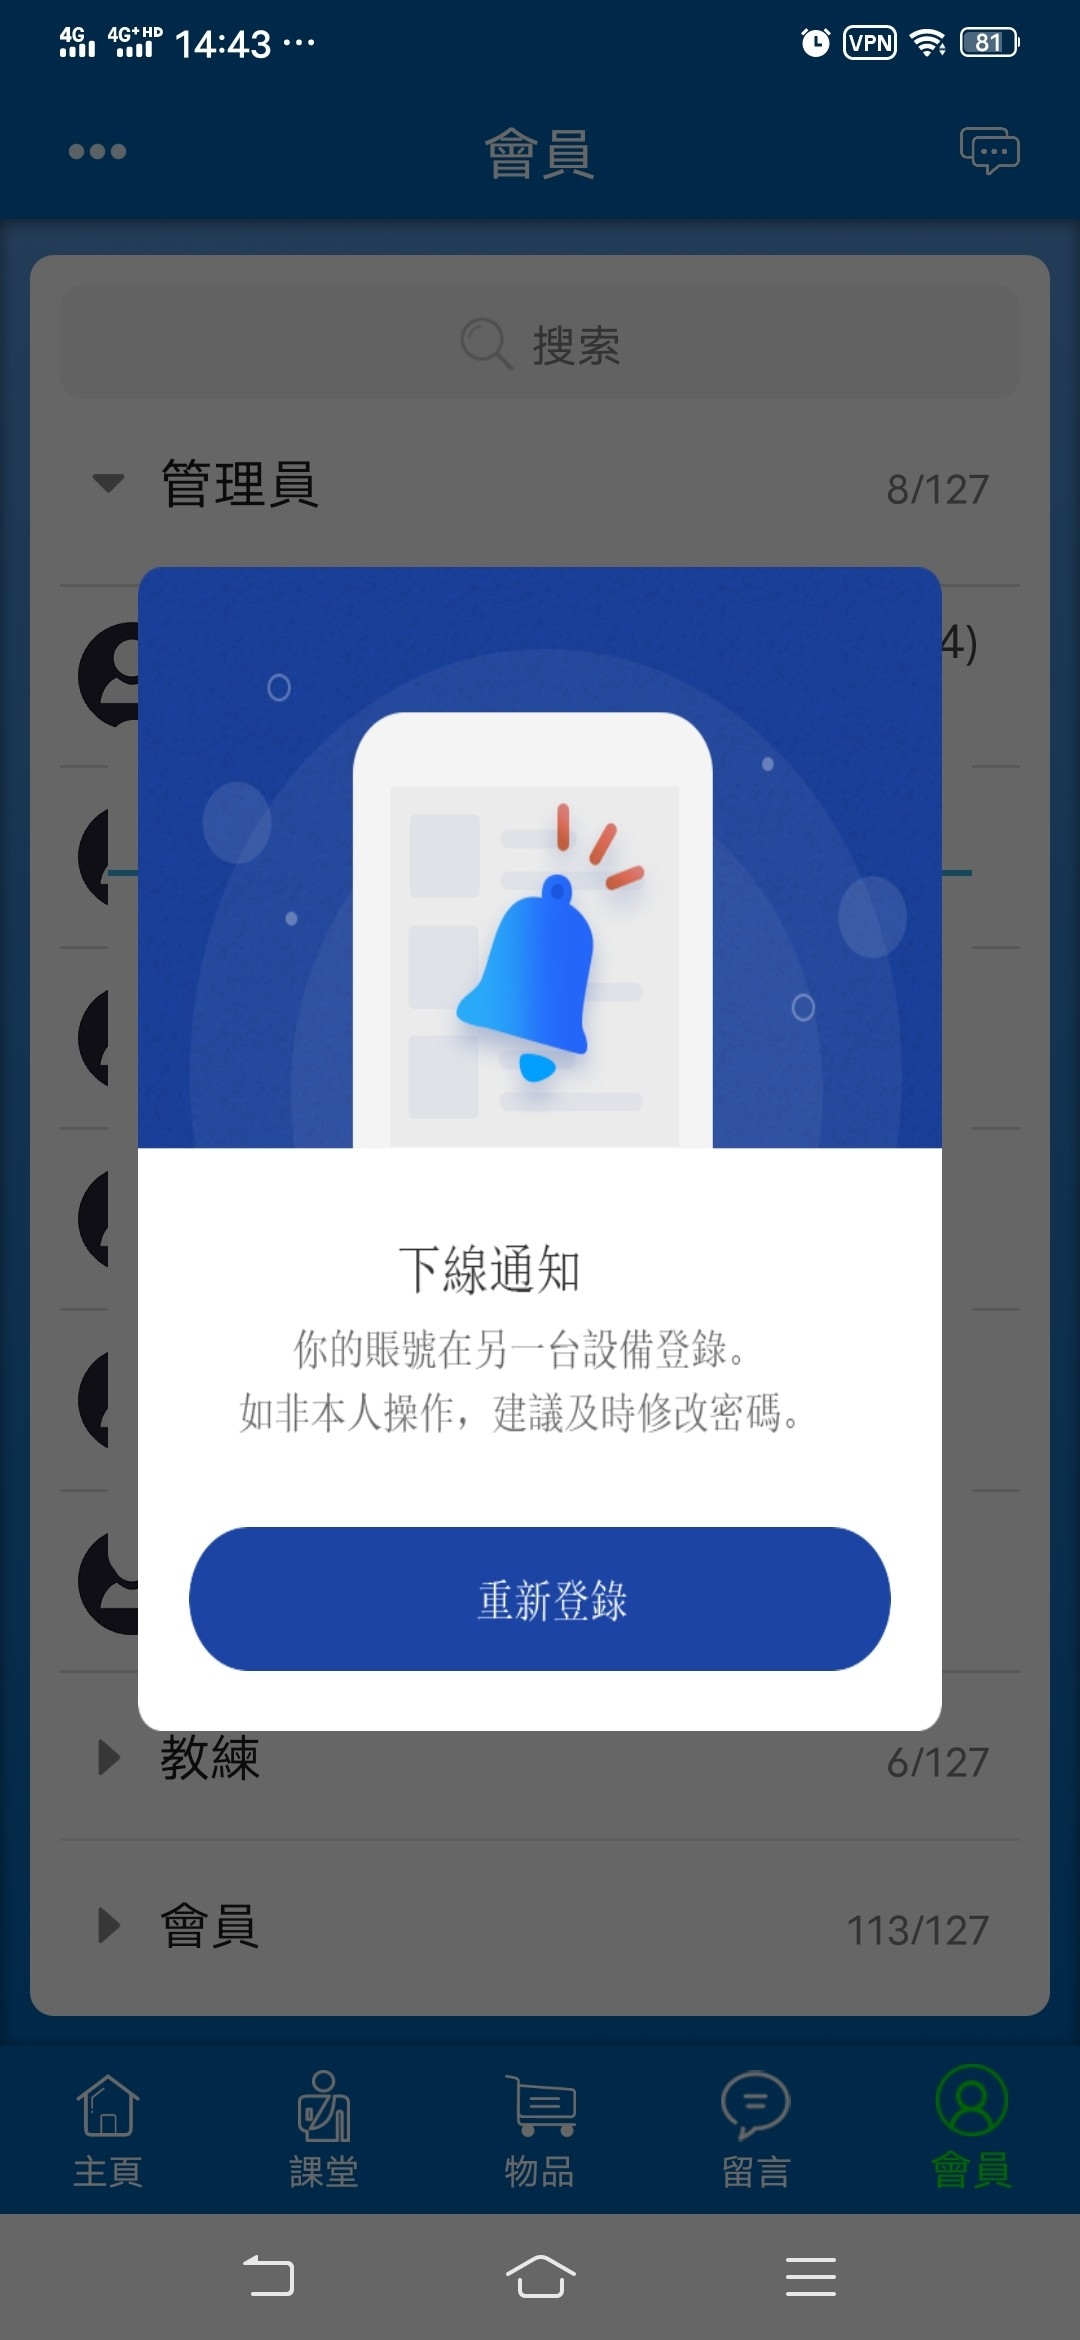 4G 4G+HD 14:43 ··· VPN 81
會員
搜索
管理員 8/127
4)
下線通知
你的賬號在另一台設備登錄。
如非本人操作，建議及時修改密碼。
重新登錄
教練 6/127
會員 113/127
主頁 課堂 物品 留言 會員